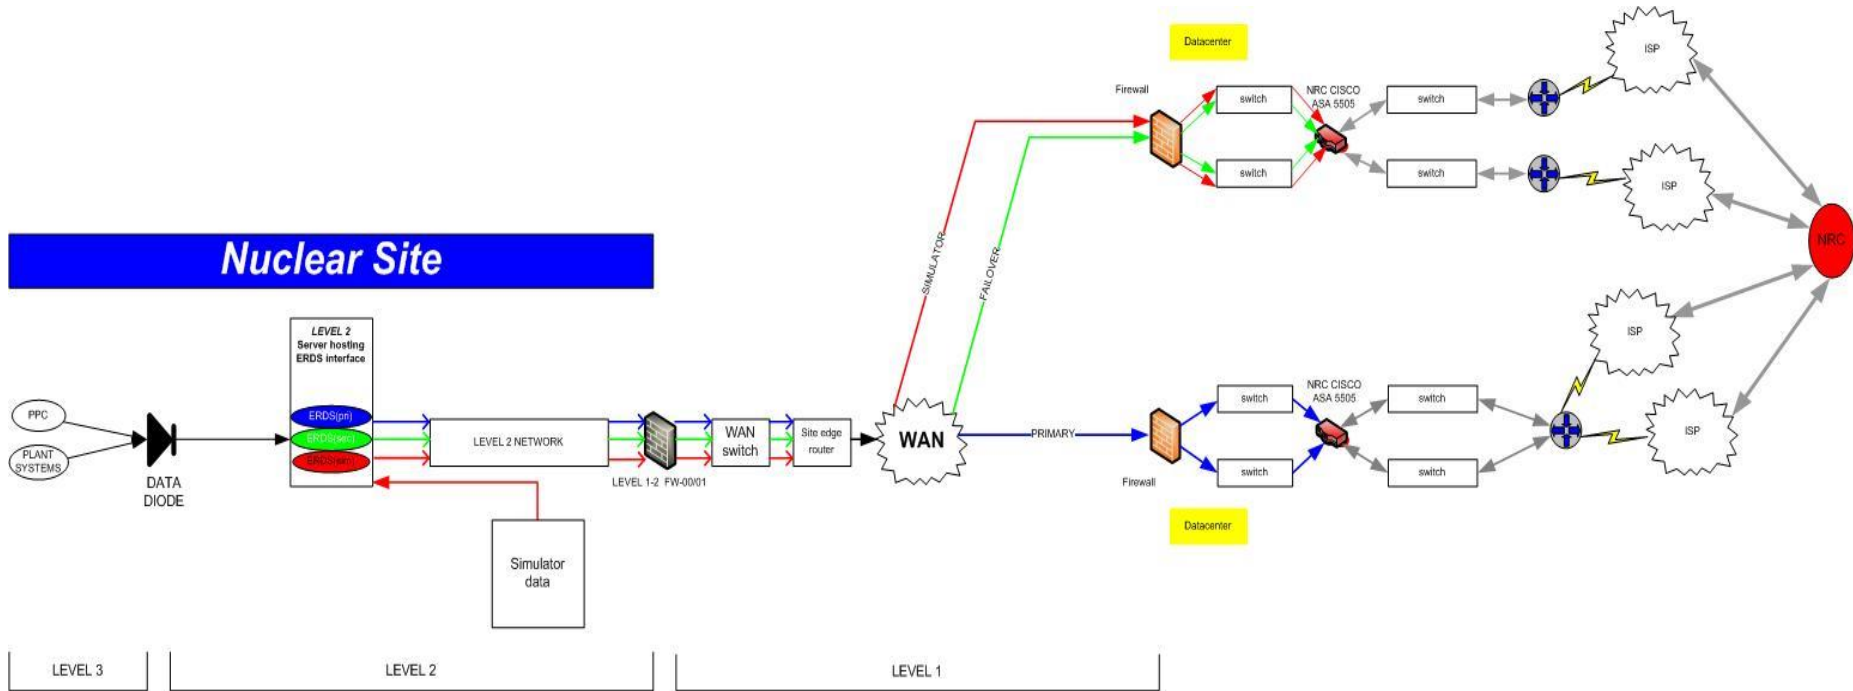 Datacenter
ISP
Firewall
switch
NRC CISCO
ASA 5505
switch
switch
switch
ISP
SIMULATOR
FAILOVER
NRC
Nuclear Site
LEVEL 2
Server hosting
ERDS interface
PPC
PLANT
SYSTEMS
DATA
DIODE
ERDS(pri)
ERDS(sec)
ERDS(sim)
LEVEL 2 NETWORK
LEVEL 1-2 FW-00/01
WAN
switch
Site edge
router
WAN
PRIMARY
Simulator
data
switch
NRC CISCO
ASA 5505
switch
ISP
switch
switch
ISP
Firewall
Datacenter
LEVEL 3
LEVEL 2
LEVEL 1